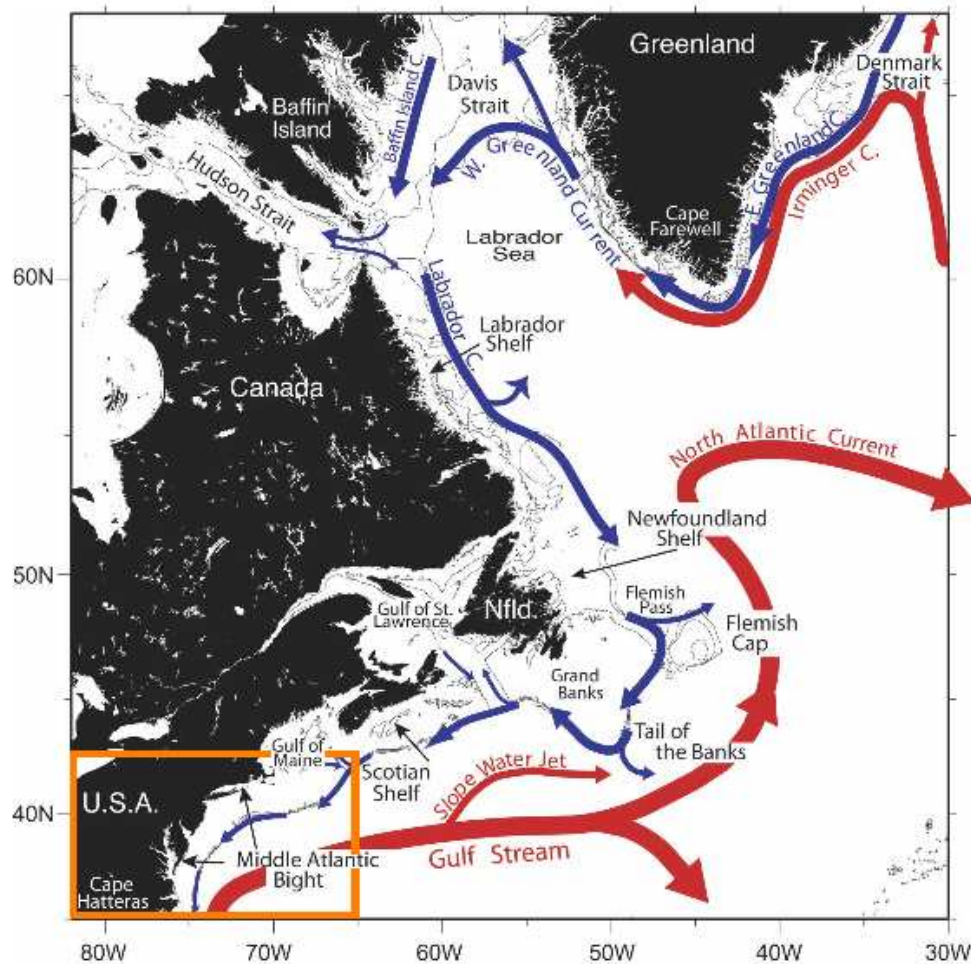 Greenland
Denmark
Strait
Davis
Strait
Baffin Island C.
Baffin
Island
W. Greenland Current
E. Greenland C.
Irminger C.
Hudson Strait
Cape
Farewell
Labrador
Sea
60N
Labrador C.
Labrador
Shelf
Canada
North Atlantic Current
Newfoundland
Shelf
50N
Gulf of St.
Lawrence
Nfld.
Flemish
Pass
Flemish
Cap
Grand
Banks
Tail of
the Banks
Gulf of
Maine
Scotian
Shelf
Slope Water Jet
U.S.A.
40N
Gulf Stream
Middle Atlantic
Bight
Cape
Hatteras
80W
70W
60W
50W
40W
30W